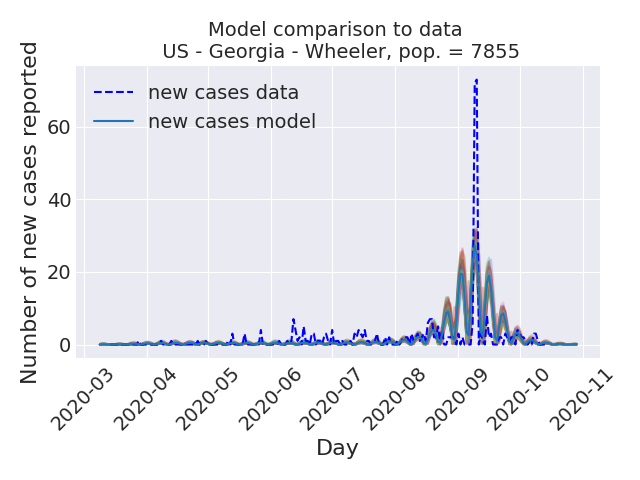 Model comparison to data
US - Georgia - Wheeler, pop. = 7855
new cases data
new cases model
Number of new cases reported
60
40
20
0
2020-03
2020-04
2020-05
2020-06
2020-07
2020-08
2020-09
2020-10
2020-11
Day